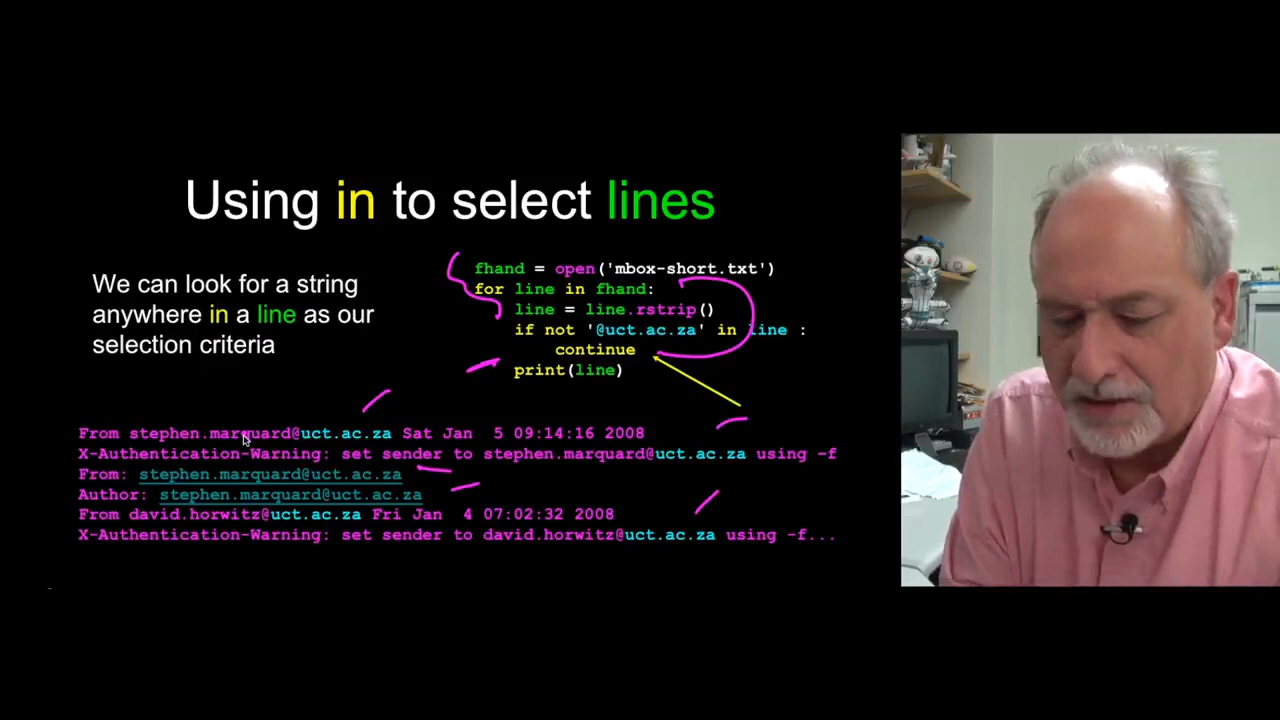 Using in to select lines
We can look for a string
anywhere in a line as our
selection criteria
fhand = open('mbox-short.txt')
for line in fhand:
    line = line.rstrip()
    if not '@uct.ac.za' in line :
        continue
    print(line)
From stephen.marquard@uct.ac.za Sat Jan  5 09:14:16 2008
X-Authentication-Warning: set sender to stephen.marquard@uct.ac.za using -f
From: stephen.marquard@uct.ac.za
Author: stephen.marquard@uct.ac.za
From david.horwitz@uct.ac.za Fri Jan  4 07:02:32 2008
X-Authentication-Warning: set sender to david.horwitz@uct.ac.za using -f...